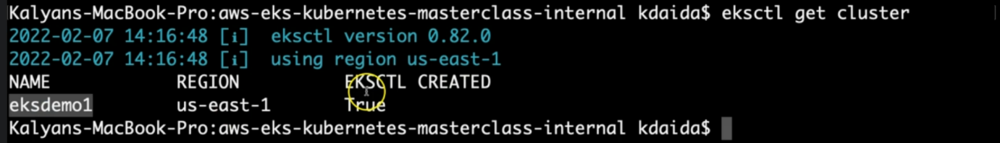 Kalyans-MacBook-Pro:aws-eks-kubernetes-masterclass-internal kdaida$ eksctl get cluster
2022-02-07 14:16:48 [ℹ]  eksctl version 0.82.0
2022-02-07 14:16:48 [ℹ]  using region us-east-1
NAME		REGION		EKSCTL CREATED
eksdemo1	us-east-1	True
Kalyans-MacBook-Pro:aws-eks-kubernetes-masterclass-internal kdaida$